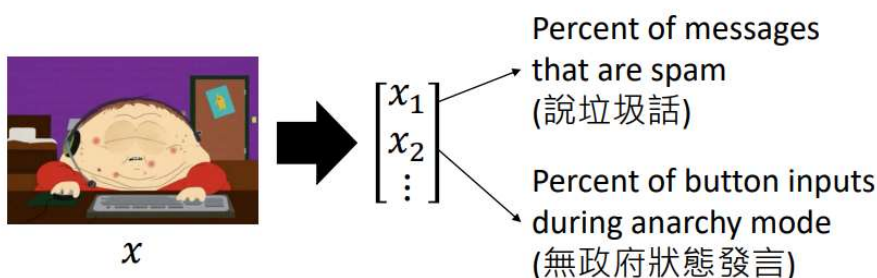 Percent of messages
that are spam
(說垃圾話)
x₁
x₂
⋮
Percent of button inputs
during anarchy mode
(無政府狀態發言)
x